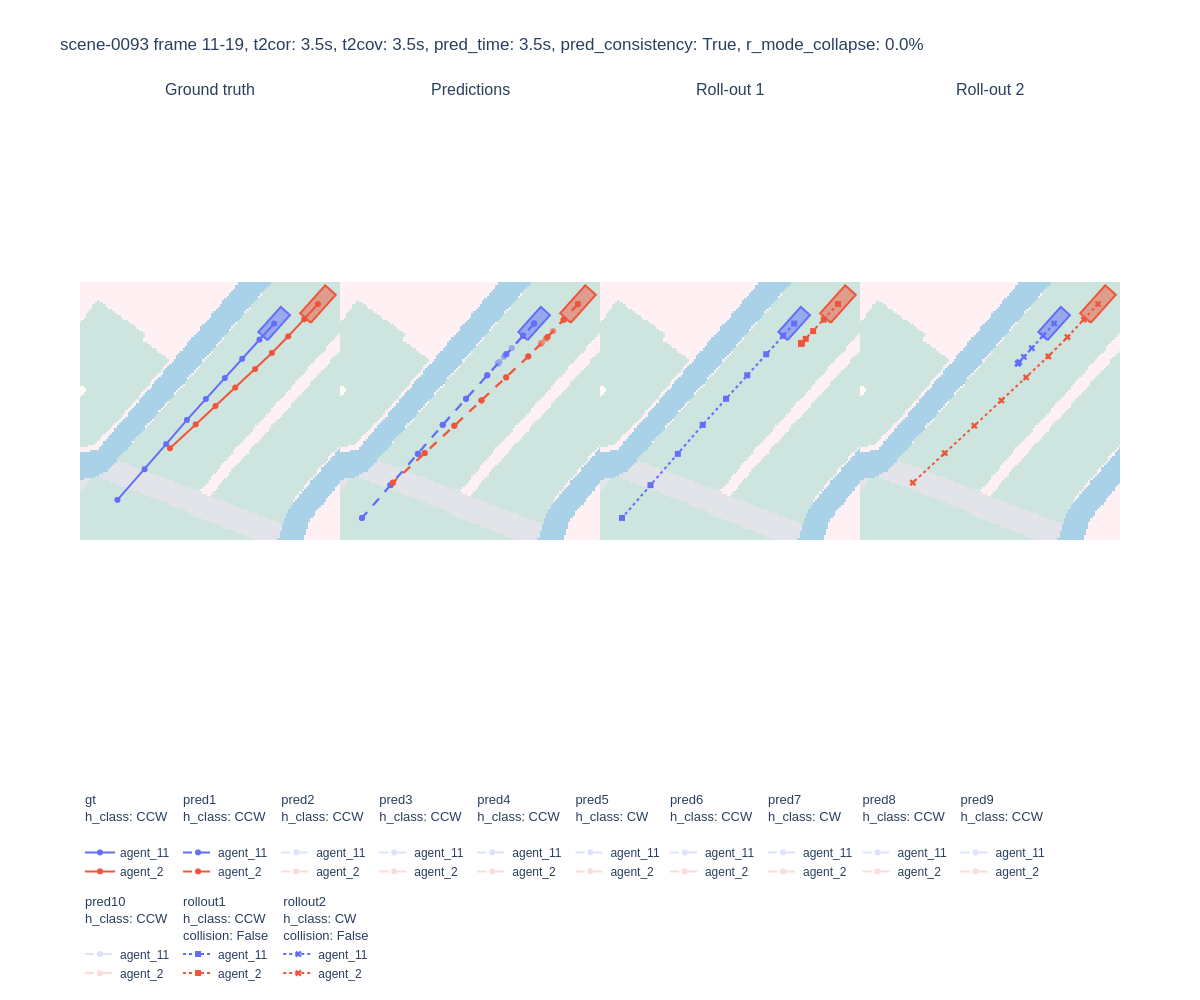 scene-0093 frame 11-19, t2cor: 3.5s, t2cov: 3.5s, pred_time: 3.5s, pred_consistency: True, r_mode_collapse: 0.0%
Ground truth Predictions Roll-out 1 Roll-out 2
gt pred1 pred2 pred3 pred4 pred5 pred6 pred7 pred8 pred9
h_class: CCW h_class: CCW h_class: CCW h_class: CCW h_class: CCW h_class: CW h_class: CCW h_class: CW h_class: CCW h_class: CCW
agent_11 agent_11 agent_11 agent_11 agent_11 agent_11 agent_11 agent_11 agent_11 agent_11
agent_2 agent_2 agent_2 agent_2 agent_2 agent_2 agent_2 agent_2 agent_2 agent_2
pred10 rollout1 rollout2
h_class: CCW h_class: CCW h_class: CW
collision: False collision: False
agent_11 agent_11 agent_11
agent_2 agent_2 agent_2